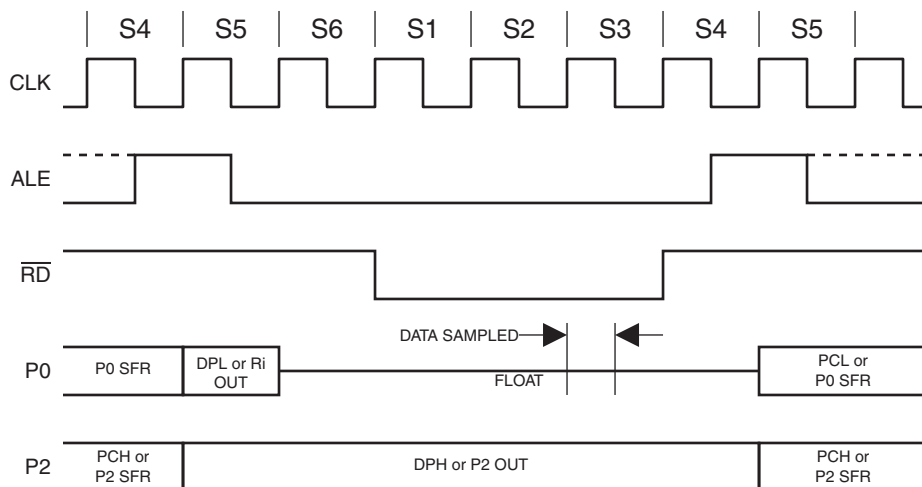 S4 S5 S6 S1 S2 S3 S4 S5
CLK
ALE
RD
DATA SAMPLED
P0
P0 SFR
DPL or Ri
OUT
FLOAT
PCL or
P0 SFR
P2
PCH or
P2 SFR
DPH or P2 OUT
PCH or
P2 SFR